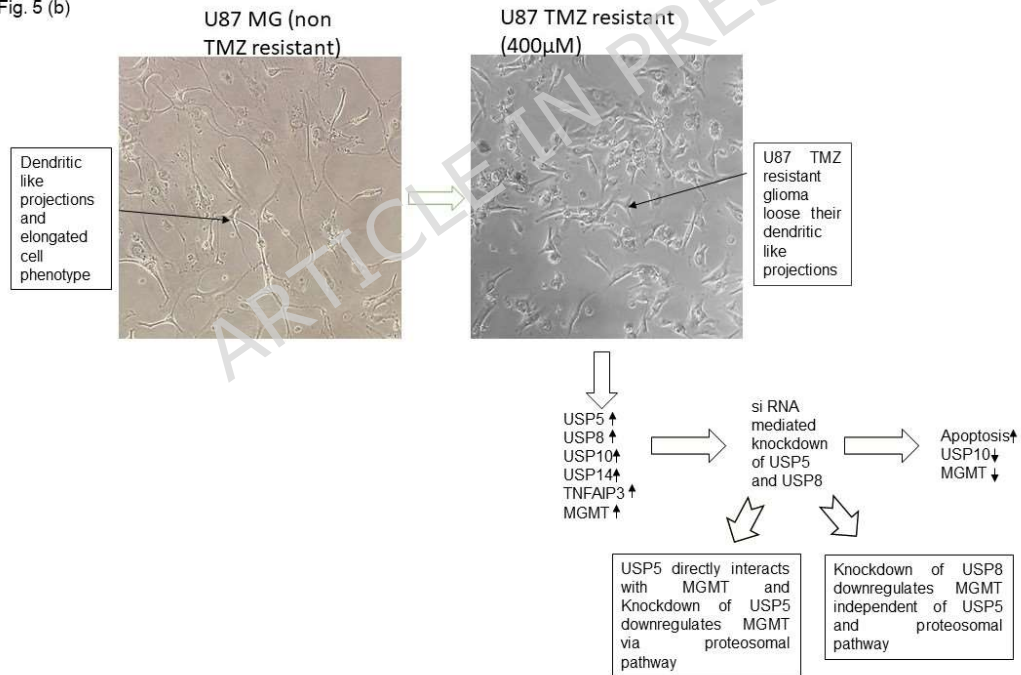 Fig. 5 (b)
U87 MG (non
TMZ resistant)
U87 TMZ resistant
(400µM)
Dendritic
like
projections
and
elongated
cell
phenotype
U87 TMZ
resistant
glioma
loose their
dendritic
like
projections
ARTICLE IN PRES
USP5 ↑
USP8 ↑
USP10↑
USP14↑
TNFAIP3 ↑
MGMT ↑
si RNA
mediated
knockdown
of USP5
and USP8
Apoptosis↑
USP10↓
MGMT ↓
USP5 directly interacts
with MGMT and
Knockdown of USP5
downregulates MGMT
via proteosomal
pathway
Knockdown of USP8
downregulates MGMT
independent of USP5
and proteosomal
pathway